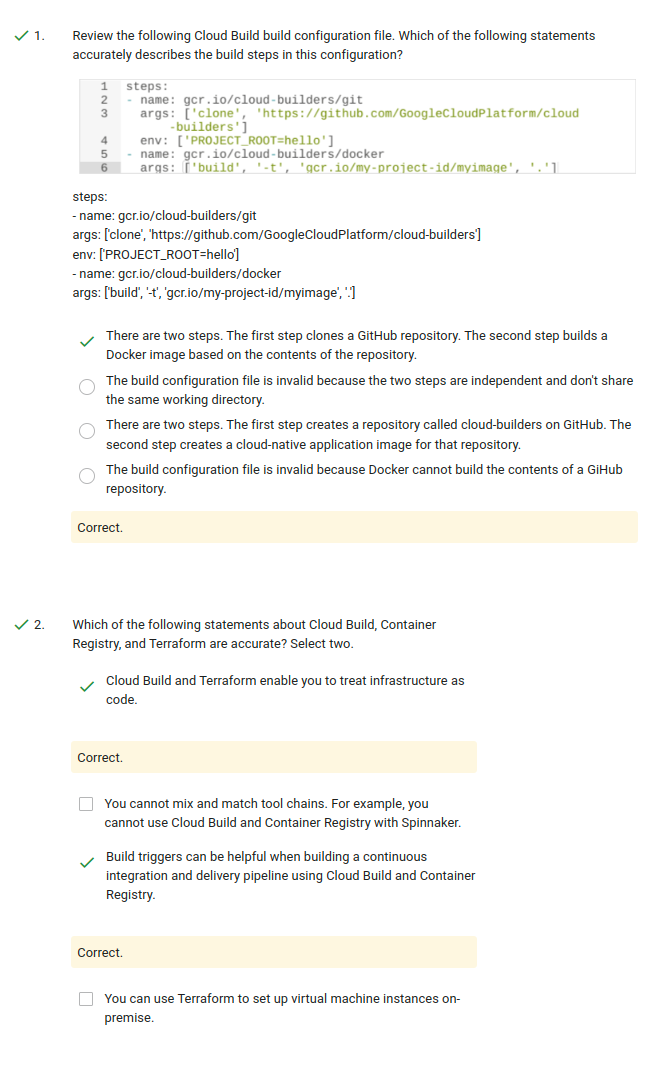 1. Review the following Cloud Build build configuration file. Which of the following statements
accurately describes the build steps in this configuration?
1 steps:
2 - name: gcr.io/cloud-builders/git
3 args: ['clone', 'https://github.com/GoogleCloudPlatform/cloud
-builders']
4 env: ['PROJECT_ROOT=hello']
5 - name: gcr.io/cloud-builders/docker
6 args: ['build', '-t', 'gcr.io/my-project-id/myimage', '.']
steps:
- name: gcr.io/cloud-builders/git
args: ['clone', 'https://github.com/GoogleCloudPlatform/cloud-builders']
env: ['PROJECT_ROOT=hello']
- name: gcr.io/cloud-builders/docker
args: ['build', '-t', 'gcr.io/my-project-id/myimage', '.']
There are two steps. The first step clones a GitHub repository. The second step builds a
Docker image based on the contents of the repository.
The build configuration file is invalid because the two steps are independent and don't share
the same working directory.
There are two steps. The first step creates a repository called cloud-builders on GitHub. The
second step creates a cloud-native application image for that repository.
The build configuration file is invalid because Docker cannot build the contents of a GiHub
repository.
Correct.
2. Which of the following statements about Cloud Build, Container
Registry, and Terraform are accurate? Select two.
Cloud Build and Terraform enable you to treat infrastructure as
code.
Correct.
You cannot mix and match tool chains. For example, you
cannot use Cloud Build and Container Registry with Spinnaker.
Build triggers can be helpful when building a continuous
integration and delivery pipeline using Cloud Build and Container
Registry.
Correct.
You can use Terraform to set up virtual machine instances on-
premise.